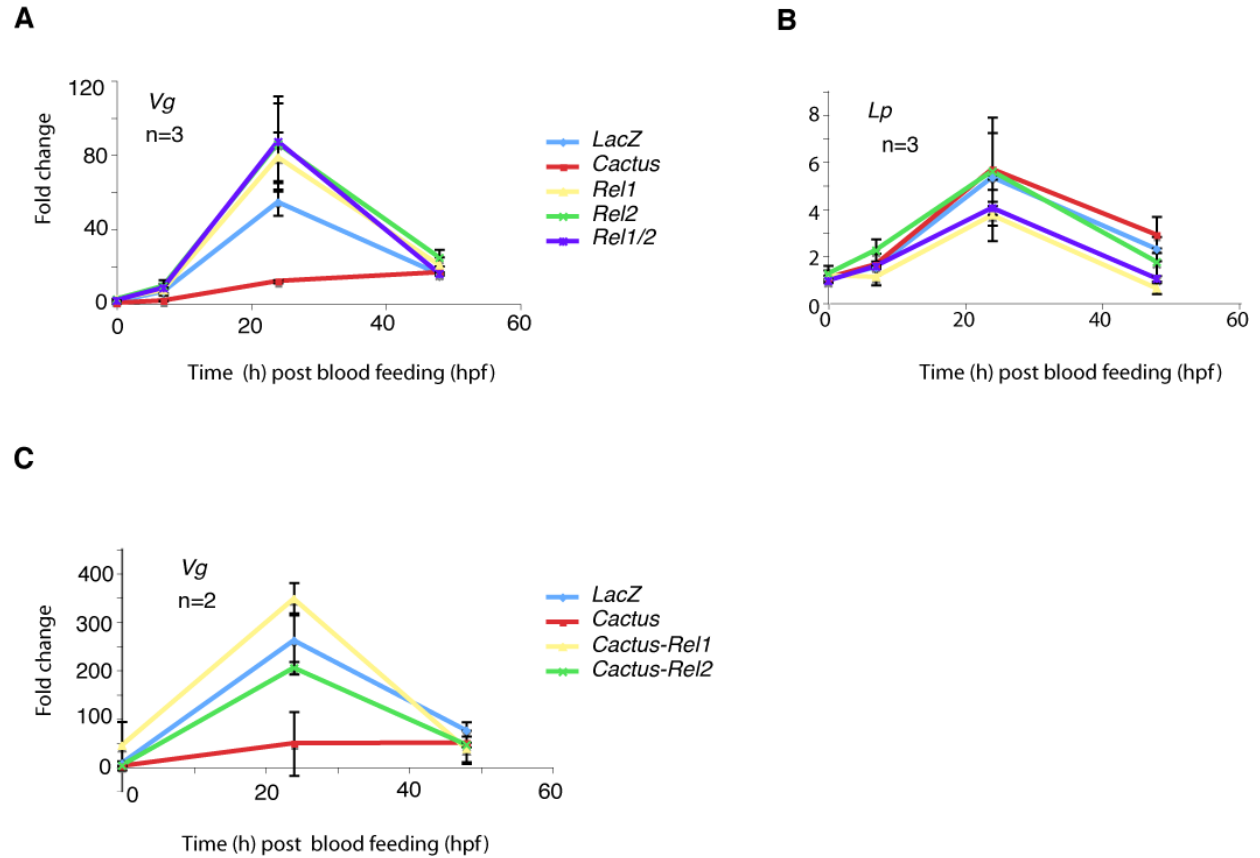 A
Vg
n=3
Fold change
120
80
40
0
0
20
40
60
Time (h) post blood feeding (hpf)
LacZ
Cactus
Rel1
Rel2
Rel1/2
B
Lp
n=3
8
6
4
2
0
0
20
40
60
Time (h) post blood feeding (hpf)
C
Vg
n=2
Fold change
400
300
200
100
0
0
20
40
60
Time (h) post blood feeding (hpf)
LacZ
Cactus
Cactus-Rel1
Cactus-Rel2